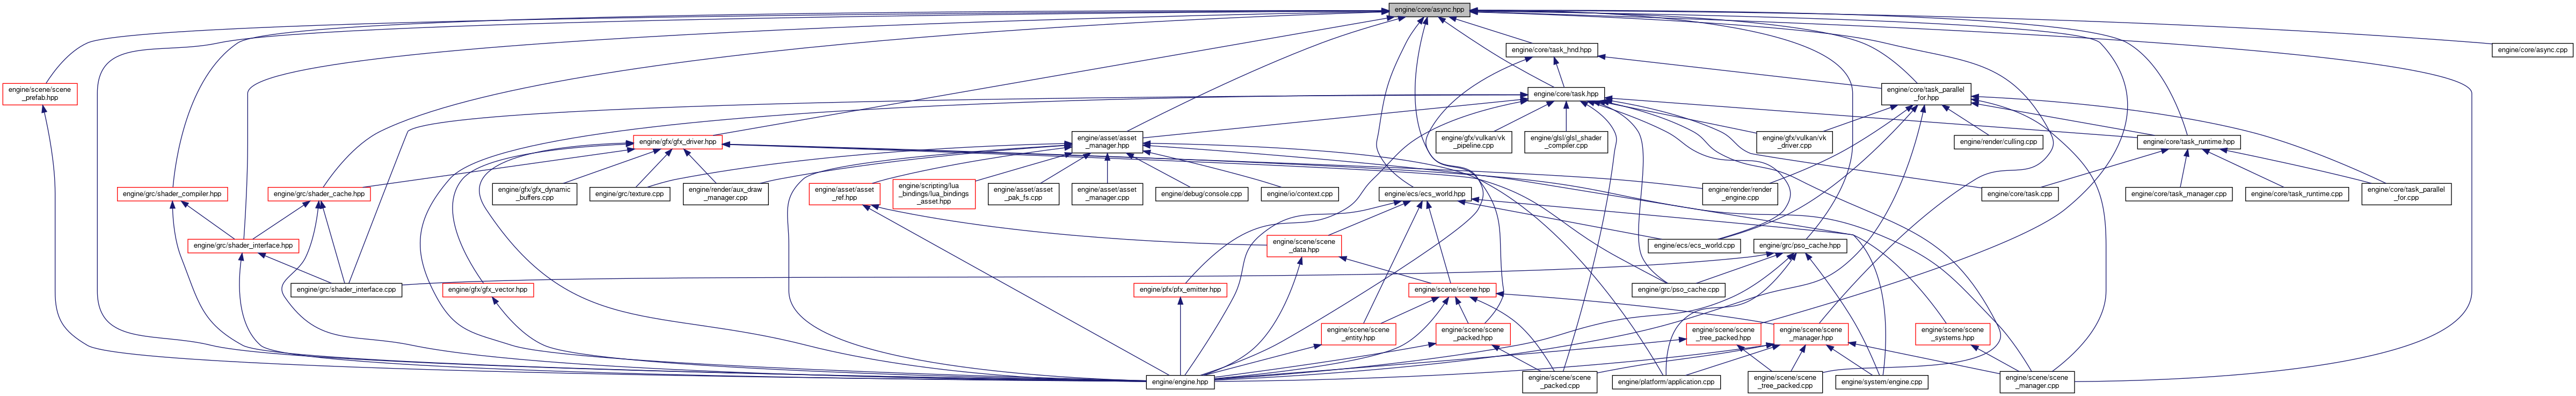 engine/core/async.hpp
engine/core/task_hnd.hpp
engine/core/async.cpp
engine/scene/scene
_prefab.hpp
engine/core/task.hpp
engine/core/task_parallel
_for.hpp
engine/gfx/gfx_driver.hpp
engine/asset/asset
_manager.hpp
engine/gfx/vulkan/vk
_pipeline.cpp
engine/glsl/glsl_shader
_compiler.cpp
engine/gfx/vulkan/vk
_driver.cpp
engine/render/culling.cpp
engine/core/task_runtime.hpp
engine/grc/shader_compiler.hpp
engine/grc/shader_cache.hpp
engine/gfx/gfx_dynamic
_buffers.cpp
engine/grc/texture.cpp
engine/render/aux_draw
_manager.cpp
engine/asset/asset
_ref.hpp
engine/scripting/lua
_bindings/lua_bindings
_asset.hpp
engine/asset/asset
_pak_fs.cpp
engine/asset/asset
_manager.cpp
engine/debug/console.cpp
engine/io/context.cpp
engine/ecs/ecs_world.hpp
engine/render/render
_engine.cpp
engine/core/task.cpp
engine/core/task_manager.cpp
engine/core/task_runtime.cpp
engine/core/task_parallel
_for.cpp
engine/grc/shader_interface.hpp
engine/scene/scene
_data.hpp
engine/ecs/ecs_world.cpp
engine/grc/pso_cache.hpp
engine/grc/shader_interface.cpp
engine/gfx/gfx_vector.hpp
engine/pfx/pfx_emitter.hpp
engine/scene/scene.hpp
engine/grc/pso_cache.cpp
engine/scene/scene
_entity.hpp
engine/scene/scene
_packed.hpp
engine/scene/scene
_tree_packed.hpp
engine/scene/scene
_manager.hpp
engine/scene/scene
_systems.hpp
engine/engine.hpp
engine/scene/scene
_packed.cpp
engine/platform/application.cpp
engine/scene/scene
_tree_packed.cpp
engine/system/engine.cpp
engine/scene/scene
_manager.cpp